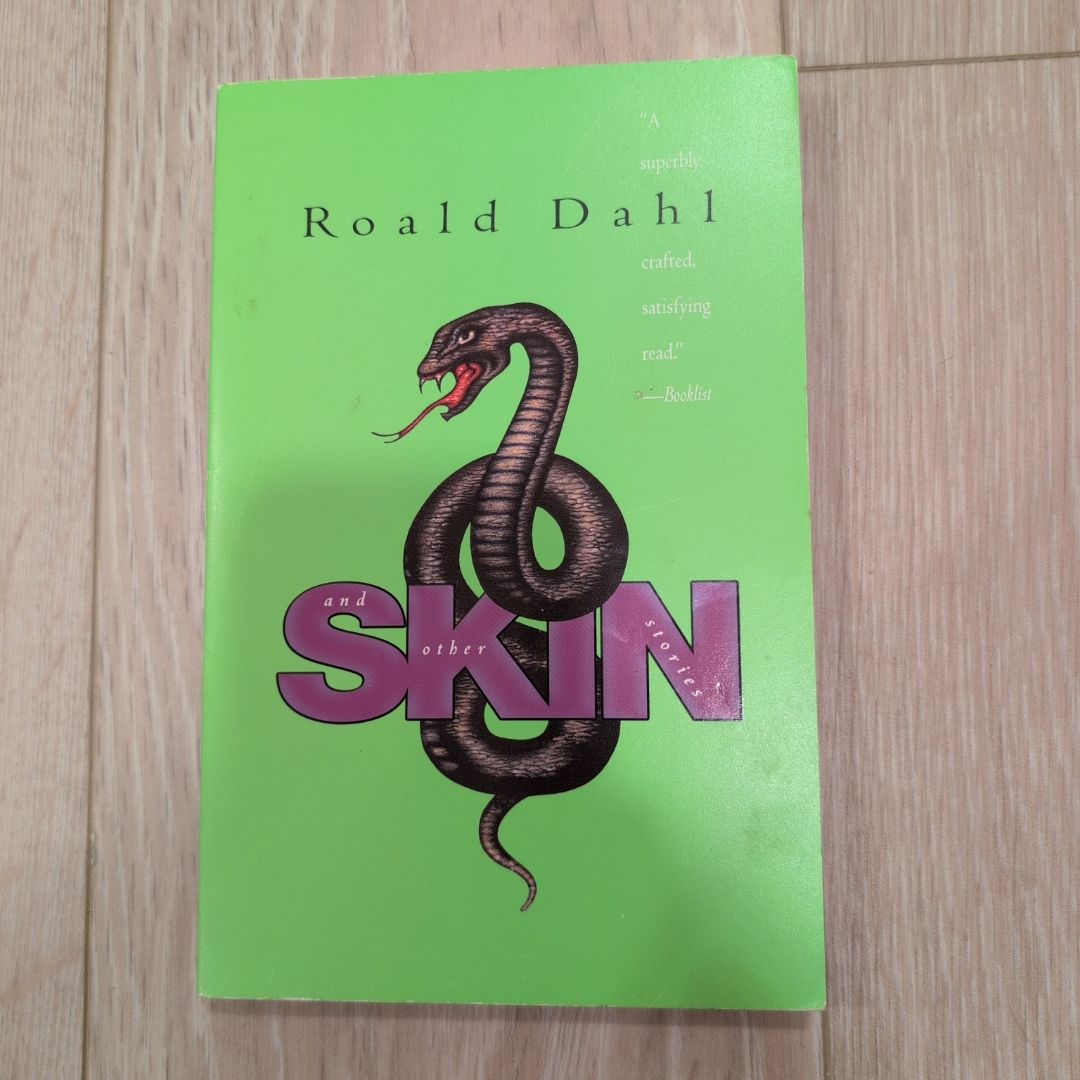 "A
superbly
Roald Dahl
crafted,
satisfying
read."
—Booklist
SKIN
and
other
stories